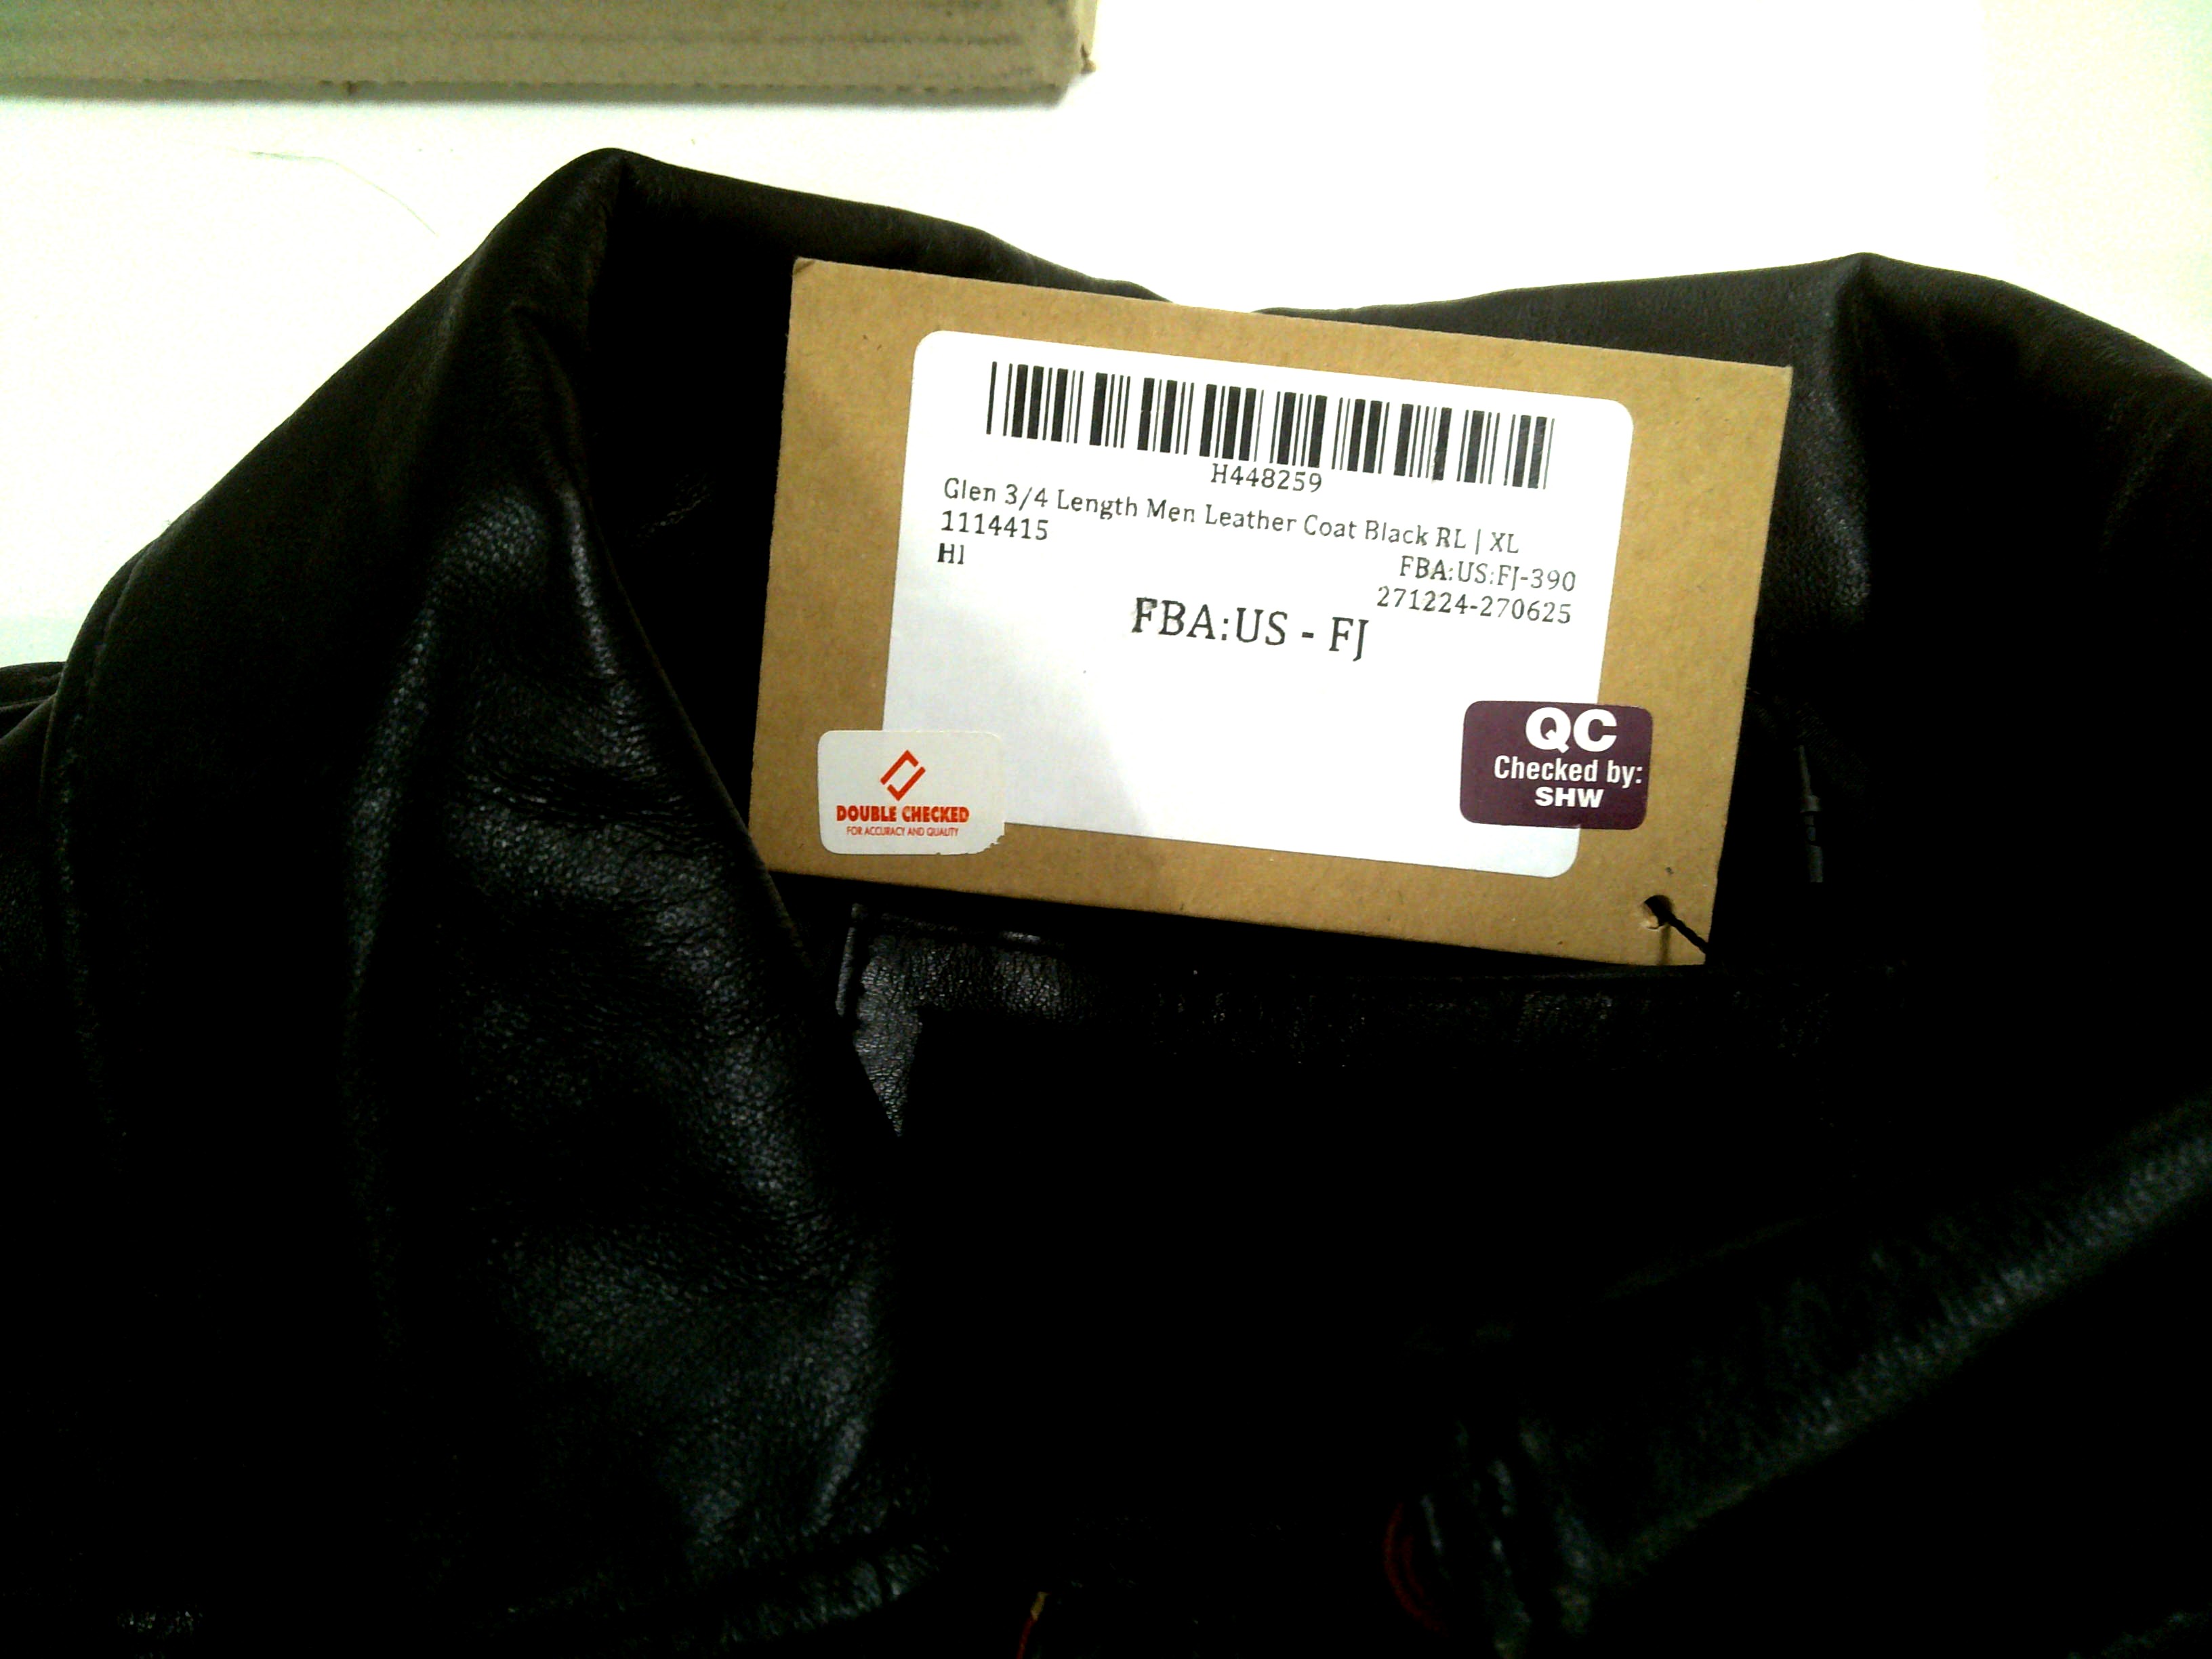 H448259
Glen 3/4 Length Men Leather Coat Black RL | XL
1114415
FBA:US:FJ-390
HI
271224-270625
FBA:US - FJ
QC
Checked by:
SHW
DOUBLE CHECKED
FOR ACCURACY AND QUALITY